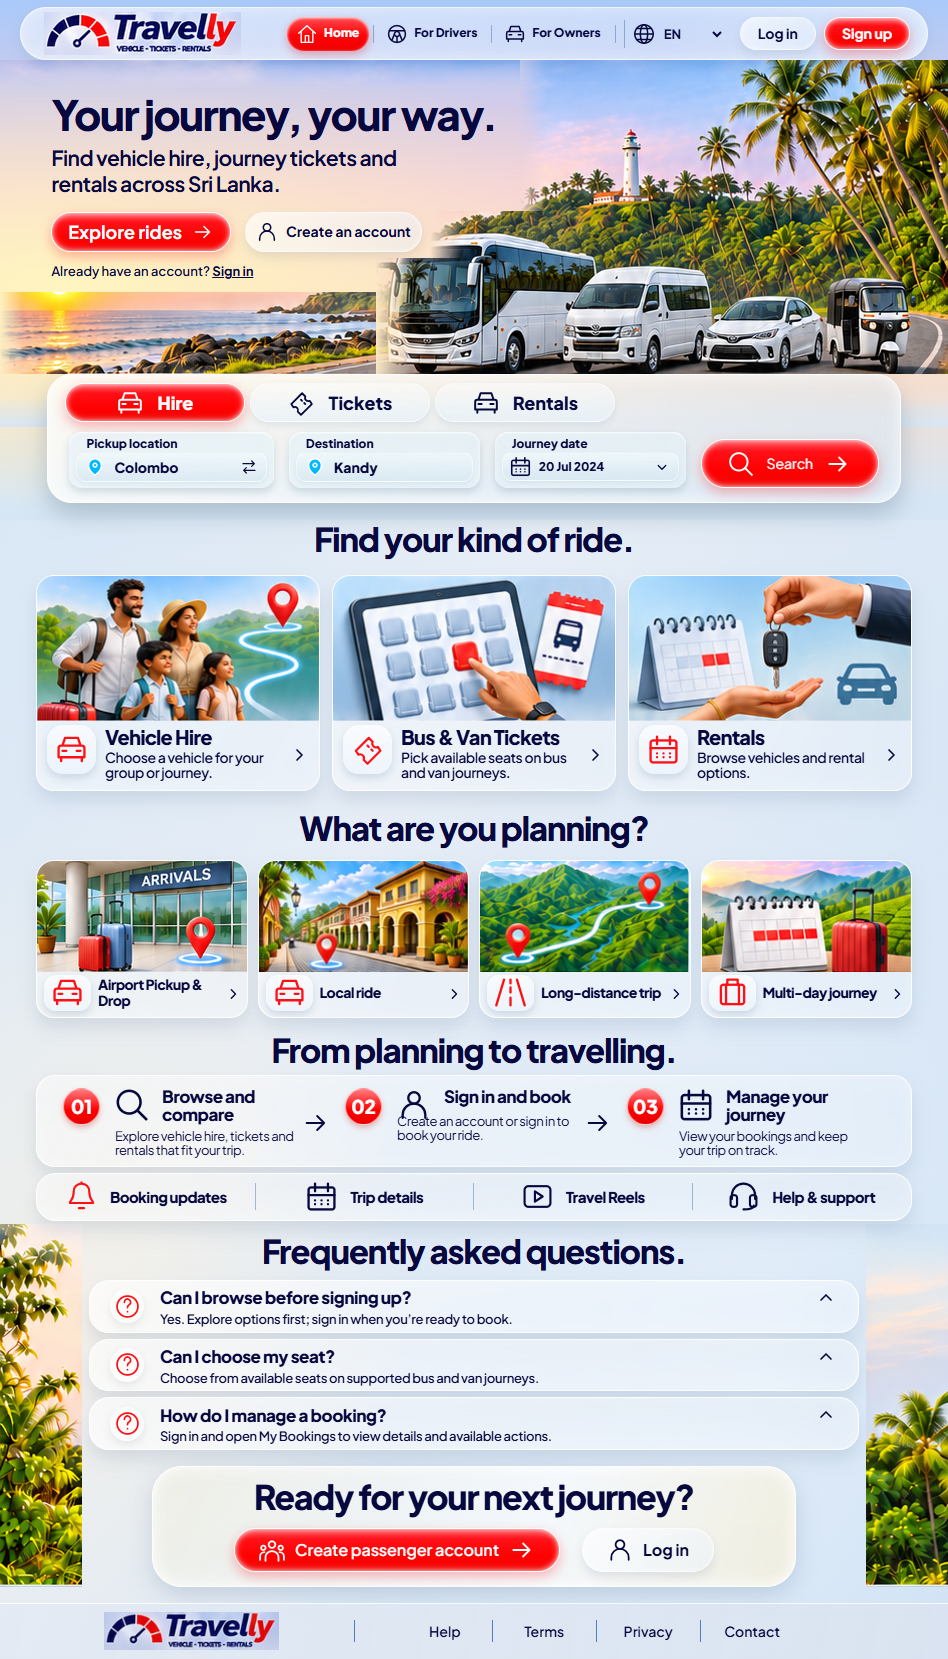 Travelly
VEHICLE - TICKETS - RENTALS
Home
For Drivers
For Owners
EN
Log in
Sign up
Your journey, your way.
Find vehicle hire, journey tickets and
rentals across Sri Lanka.
Explore rides
Create an account
Already have an account? Sign in
Hire
Tickets
Rentals
Pickup location
Colombo
Destination
Kandy
Journey date
20 Jul 2024
Search
Find your kind of ride.
Vehicle Hire
Choose a vehicle for your
group or journey.
Bus & Van Tickets
Pick available seats on bus
and van journeys.
Rentals
Browse vehicles and rental
options.
What are you planning?
ARRIVALS
Airport Pickup &
Drop
Local ride
Long-distance trip
Multi-day journey
From planning to travelling.
01
Browse and
compare
Explore vehicle hire, tickets and
rentals that fit your trip.
02
Sign in and book
Create an account or sign in to
book your ride.
03
Manage your
journey
View your bookings and keep
your trip on track.
Booking updates
Trip details
Travel Reels
Help & support
Frequently asked questions.
Can I browse before signing up?
Yes. Explore options first; sign in when you're ready to book.
Can I choose my seat?
Choose from available seats on supported bus and van journeys.
How do I manage a booking?
Sign in and open My Bookings to view details and available actions.
Ready for your next journey?
Create passenger account
Log in
Travelly
VEHICLE - TICKETS - RENTALS
Help
Terms
Privacy
Contact